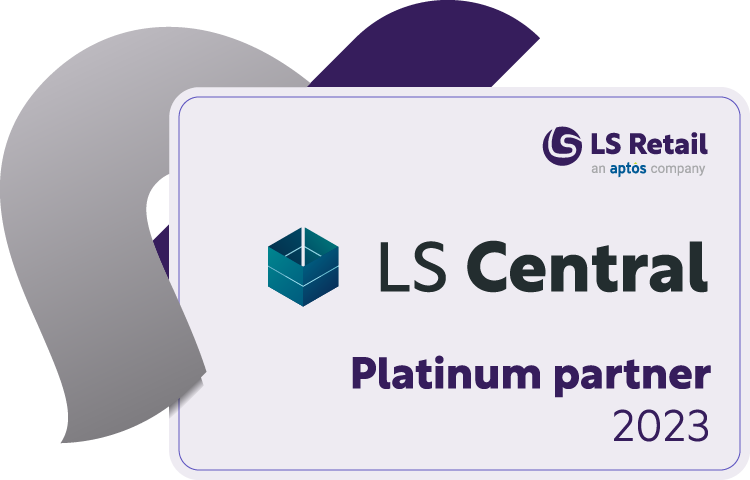 LS Retail
an aptos company
LS Central
Platinum partner
2023